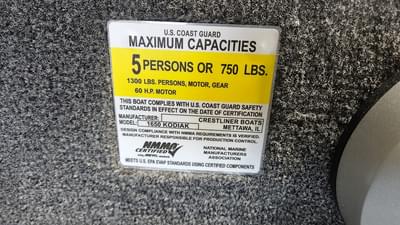 U.S. COAST GUARD
MAXIMUM CAPACITIES
5 PERSONS OR 750 LBS.
1300 LBS. PERSONS, MOTOR, GEAR
60 H.P. MOTOR
THIS BOAT COMPLIES WITH U.S. COAST GUARD SAFETY
STANDARDS IN EFFECT ON THE DATE OF CERTIFICATION
MANUFACTURER: CRESTLINER BOATS
MODEL: 1650 KODIAK METTAWA, IL
DESIGN COMPLIANCE WITH NMMA REQUIREMENTS IS VERIFIED.
MANUFACTURER RESPONSIBLE FOR PRODUCTION CONTROL.
NMMA
CERTIFIED
NATIONAL MARINE
MANUFACTURERS
ASSOCIATION
MEETS U.S. EPA EVAP STANDARDS USING CERTIFIED COMPONENTS